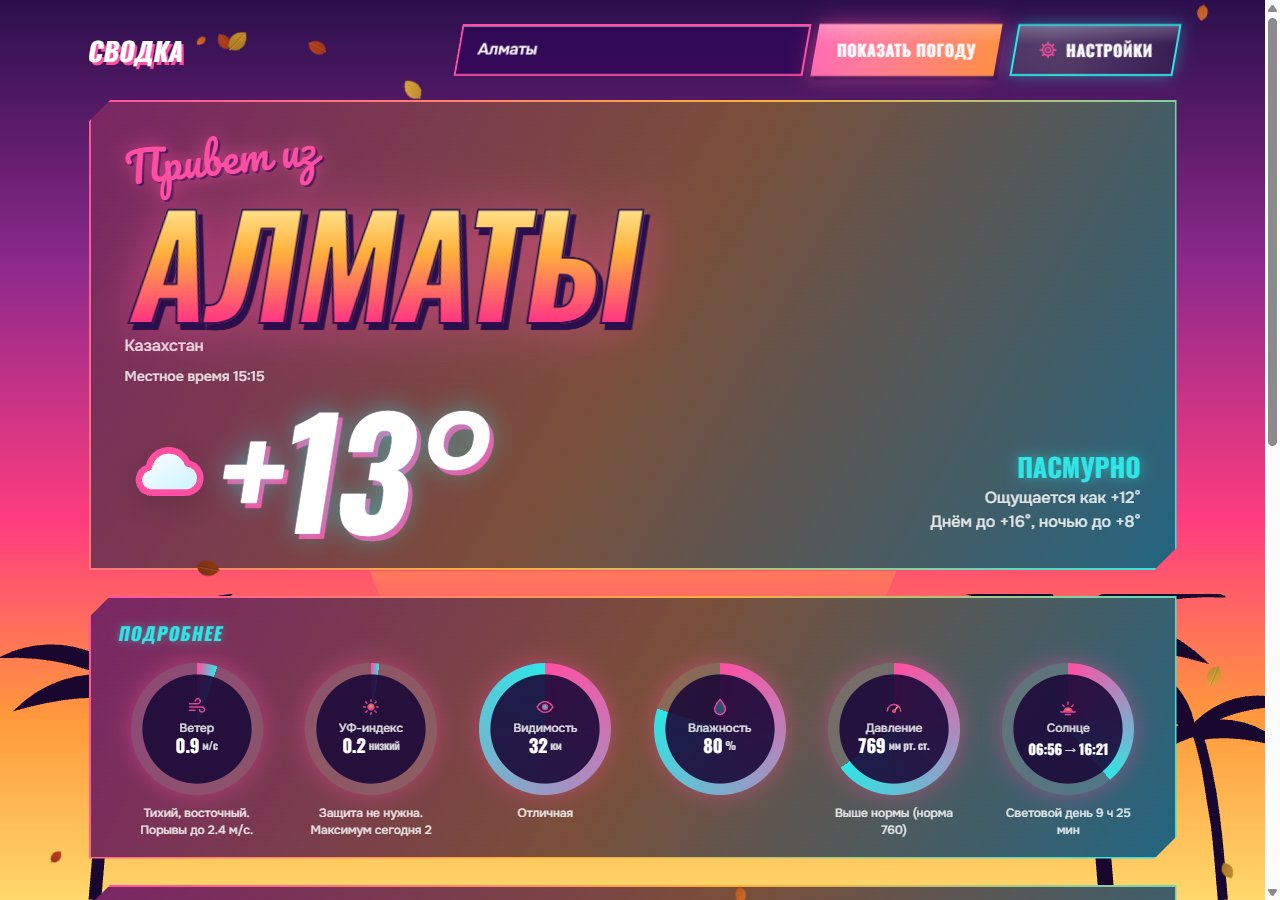 СВОДКА
Алматы
ПОКАЗАТЬ ПОГОДУ
НАСТРОЙКИ
Привет из
АЛМАТЫ
Казахстан
Местное время 15:15
+13°
ПАСМУРНО
Ощущается как +12°
Днём до +16°, ночью до +8°
ПОДРОБНЕЕ
Ветер
0.9 м/с
Тихий, восточный.
Порывы до 2.4 м/с.
УФ-индекс
0.2 низкий
Защита не нужна.
Максимум сегодня 2
Видимость
32 км
Отличная
Влажность
80 %
Давление
769 мм рт. ст.
Выше нормы (норма
760)
Солнце
06:56 → 16:21
Световой день 9 ч 25
мин